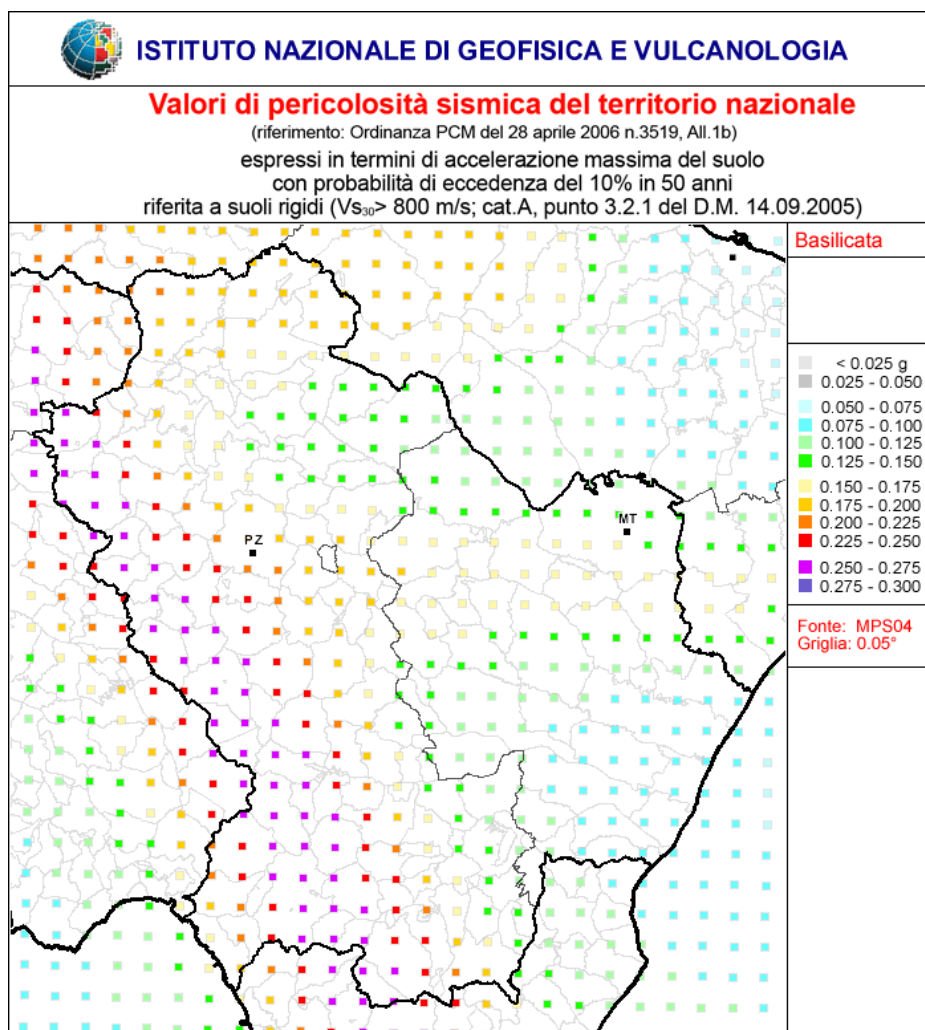 ISTITUTO NAZIONALE DI GEOFISICA E VULCANOLOGIA
Valori di pericolosità sismica del territorio nazionale
(riferimento: Ordinanza PCM del 28 aprile 2006 n.3519, All.1b)
espressi in termini di accelerazione massima del suolo
con probabilità di eccedenza del 10% in 50 anni
riferita a suoli rigidi (Vs₃₀> 800 m/s; cat.A, punto 3.2.1 del D.M. 14.09.2005)
Basilicata
< 0.025 g
0.025 - 0.050
0.050 - 0.075
0.075 - 0.100
0.100 - 0.125
0.125 - 0.150
0.150 - 0.175
0.175 - 0.200
0.200 - 0.225
0.225 - 0.250
0.250 - 0.275
0.275 - 0.300
Fonte: MPS04
Griglia: 0.05°
MT
PZ